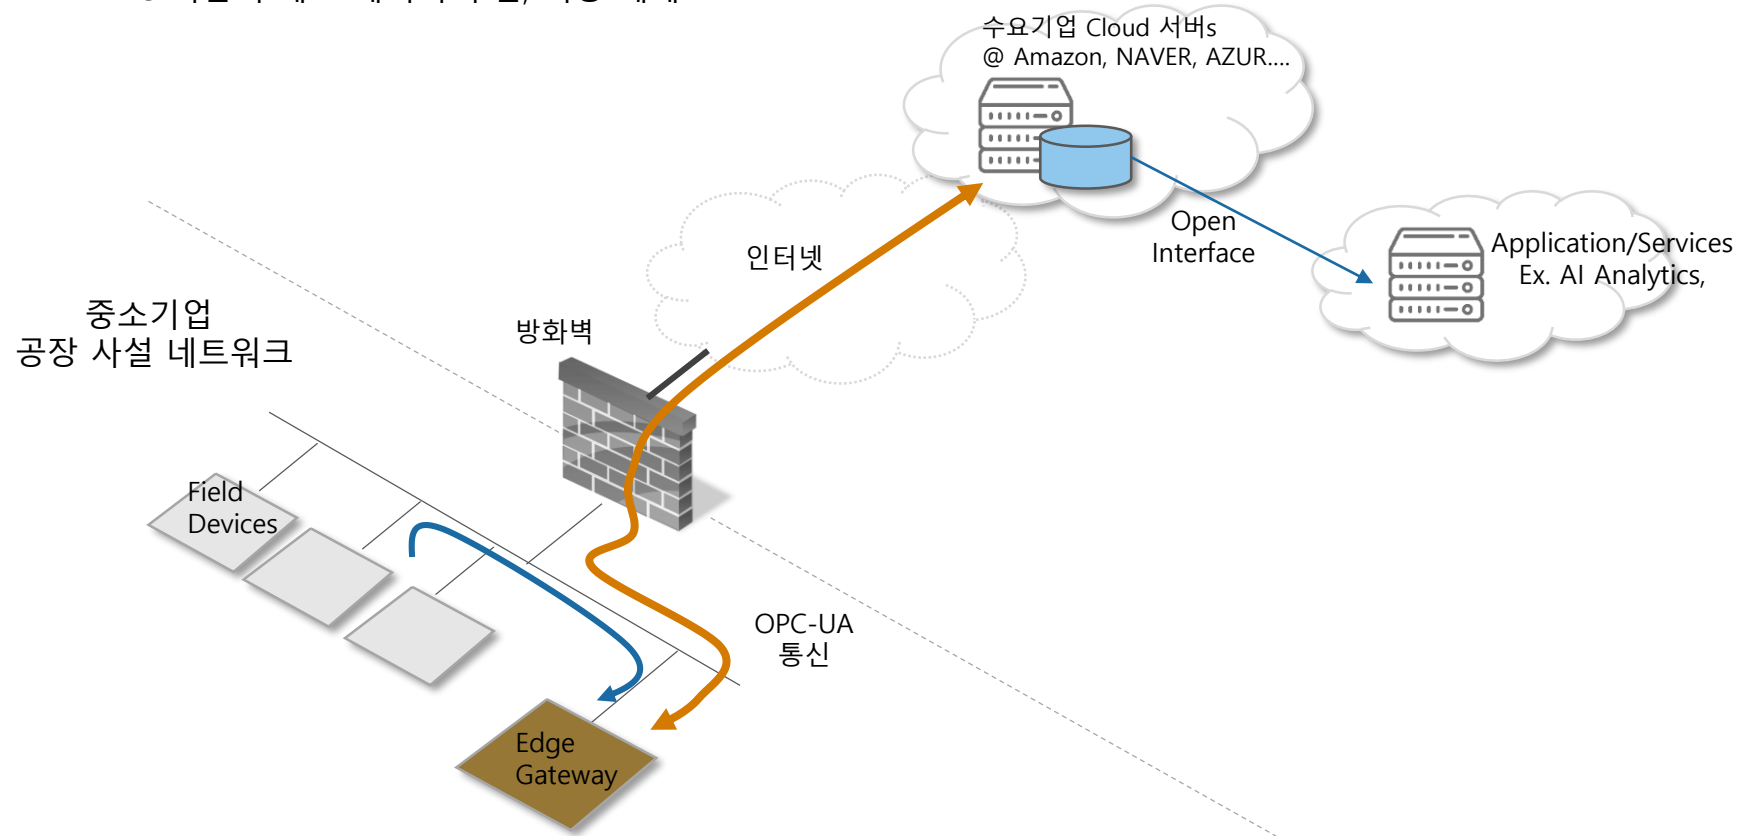 수요기업 Cloud 서버s
@ Amazon, NAVER, AZUR....
인터넷
Open
Interface
Application/Services
Ex. AI Analytics,
중소기업
공장 사설 네트워크
방화벽
Field
Devices
OPC-UA
통신
Edge
Gateway